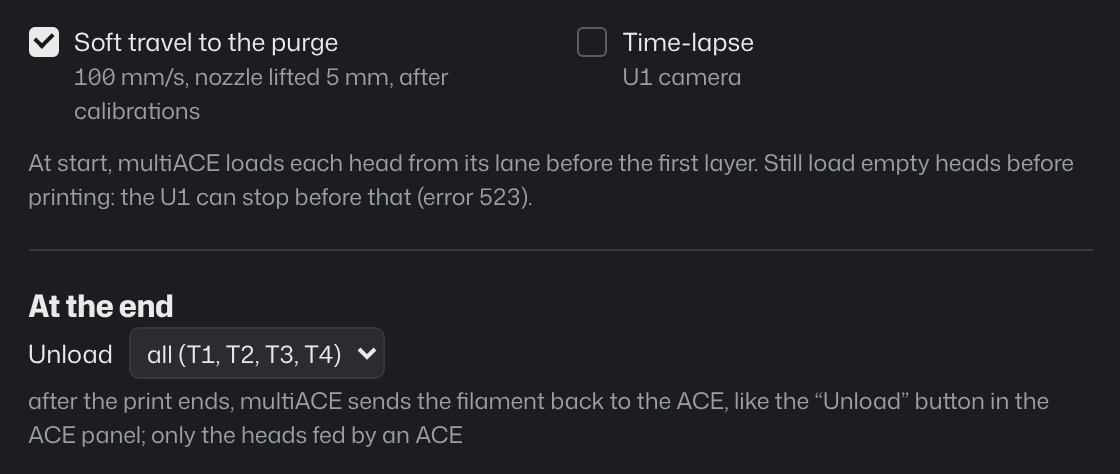 Soft travel to the purge
100 mm/s, nozzle lifted 5 mm, after
calibrations
Time-lapse
U1 camera
At start, multiACE loads each head from its lane before the first layer. Still load empty heads before
printing: the U1 can stop before that (error 523).
At the end
Unload all (T1, T2, T3, T4)
after the print ends, multiACE sends the filament back to the ACE, like the “Unload” button in the
ACE panel; only the heads fed by an ACE